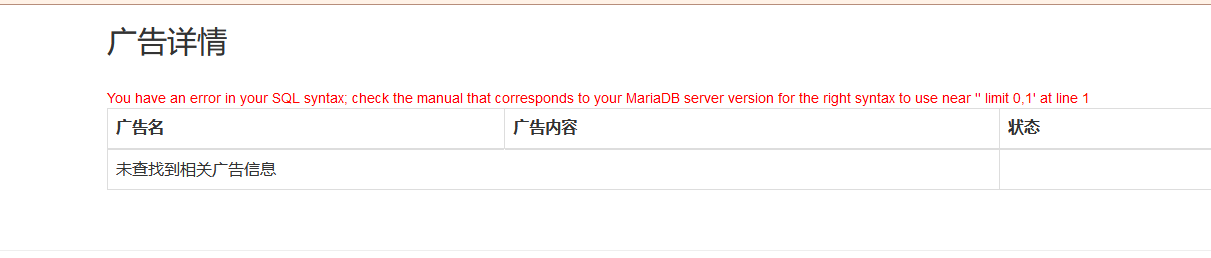 广告详情
You have an error in your SQL syntax; check the manual that corresponds to your MariaDB server version for the right syntax to use near '' limit 0,1' at line 1
广告名 广告内容 状态
未查找到相关广告信息